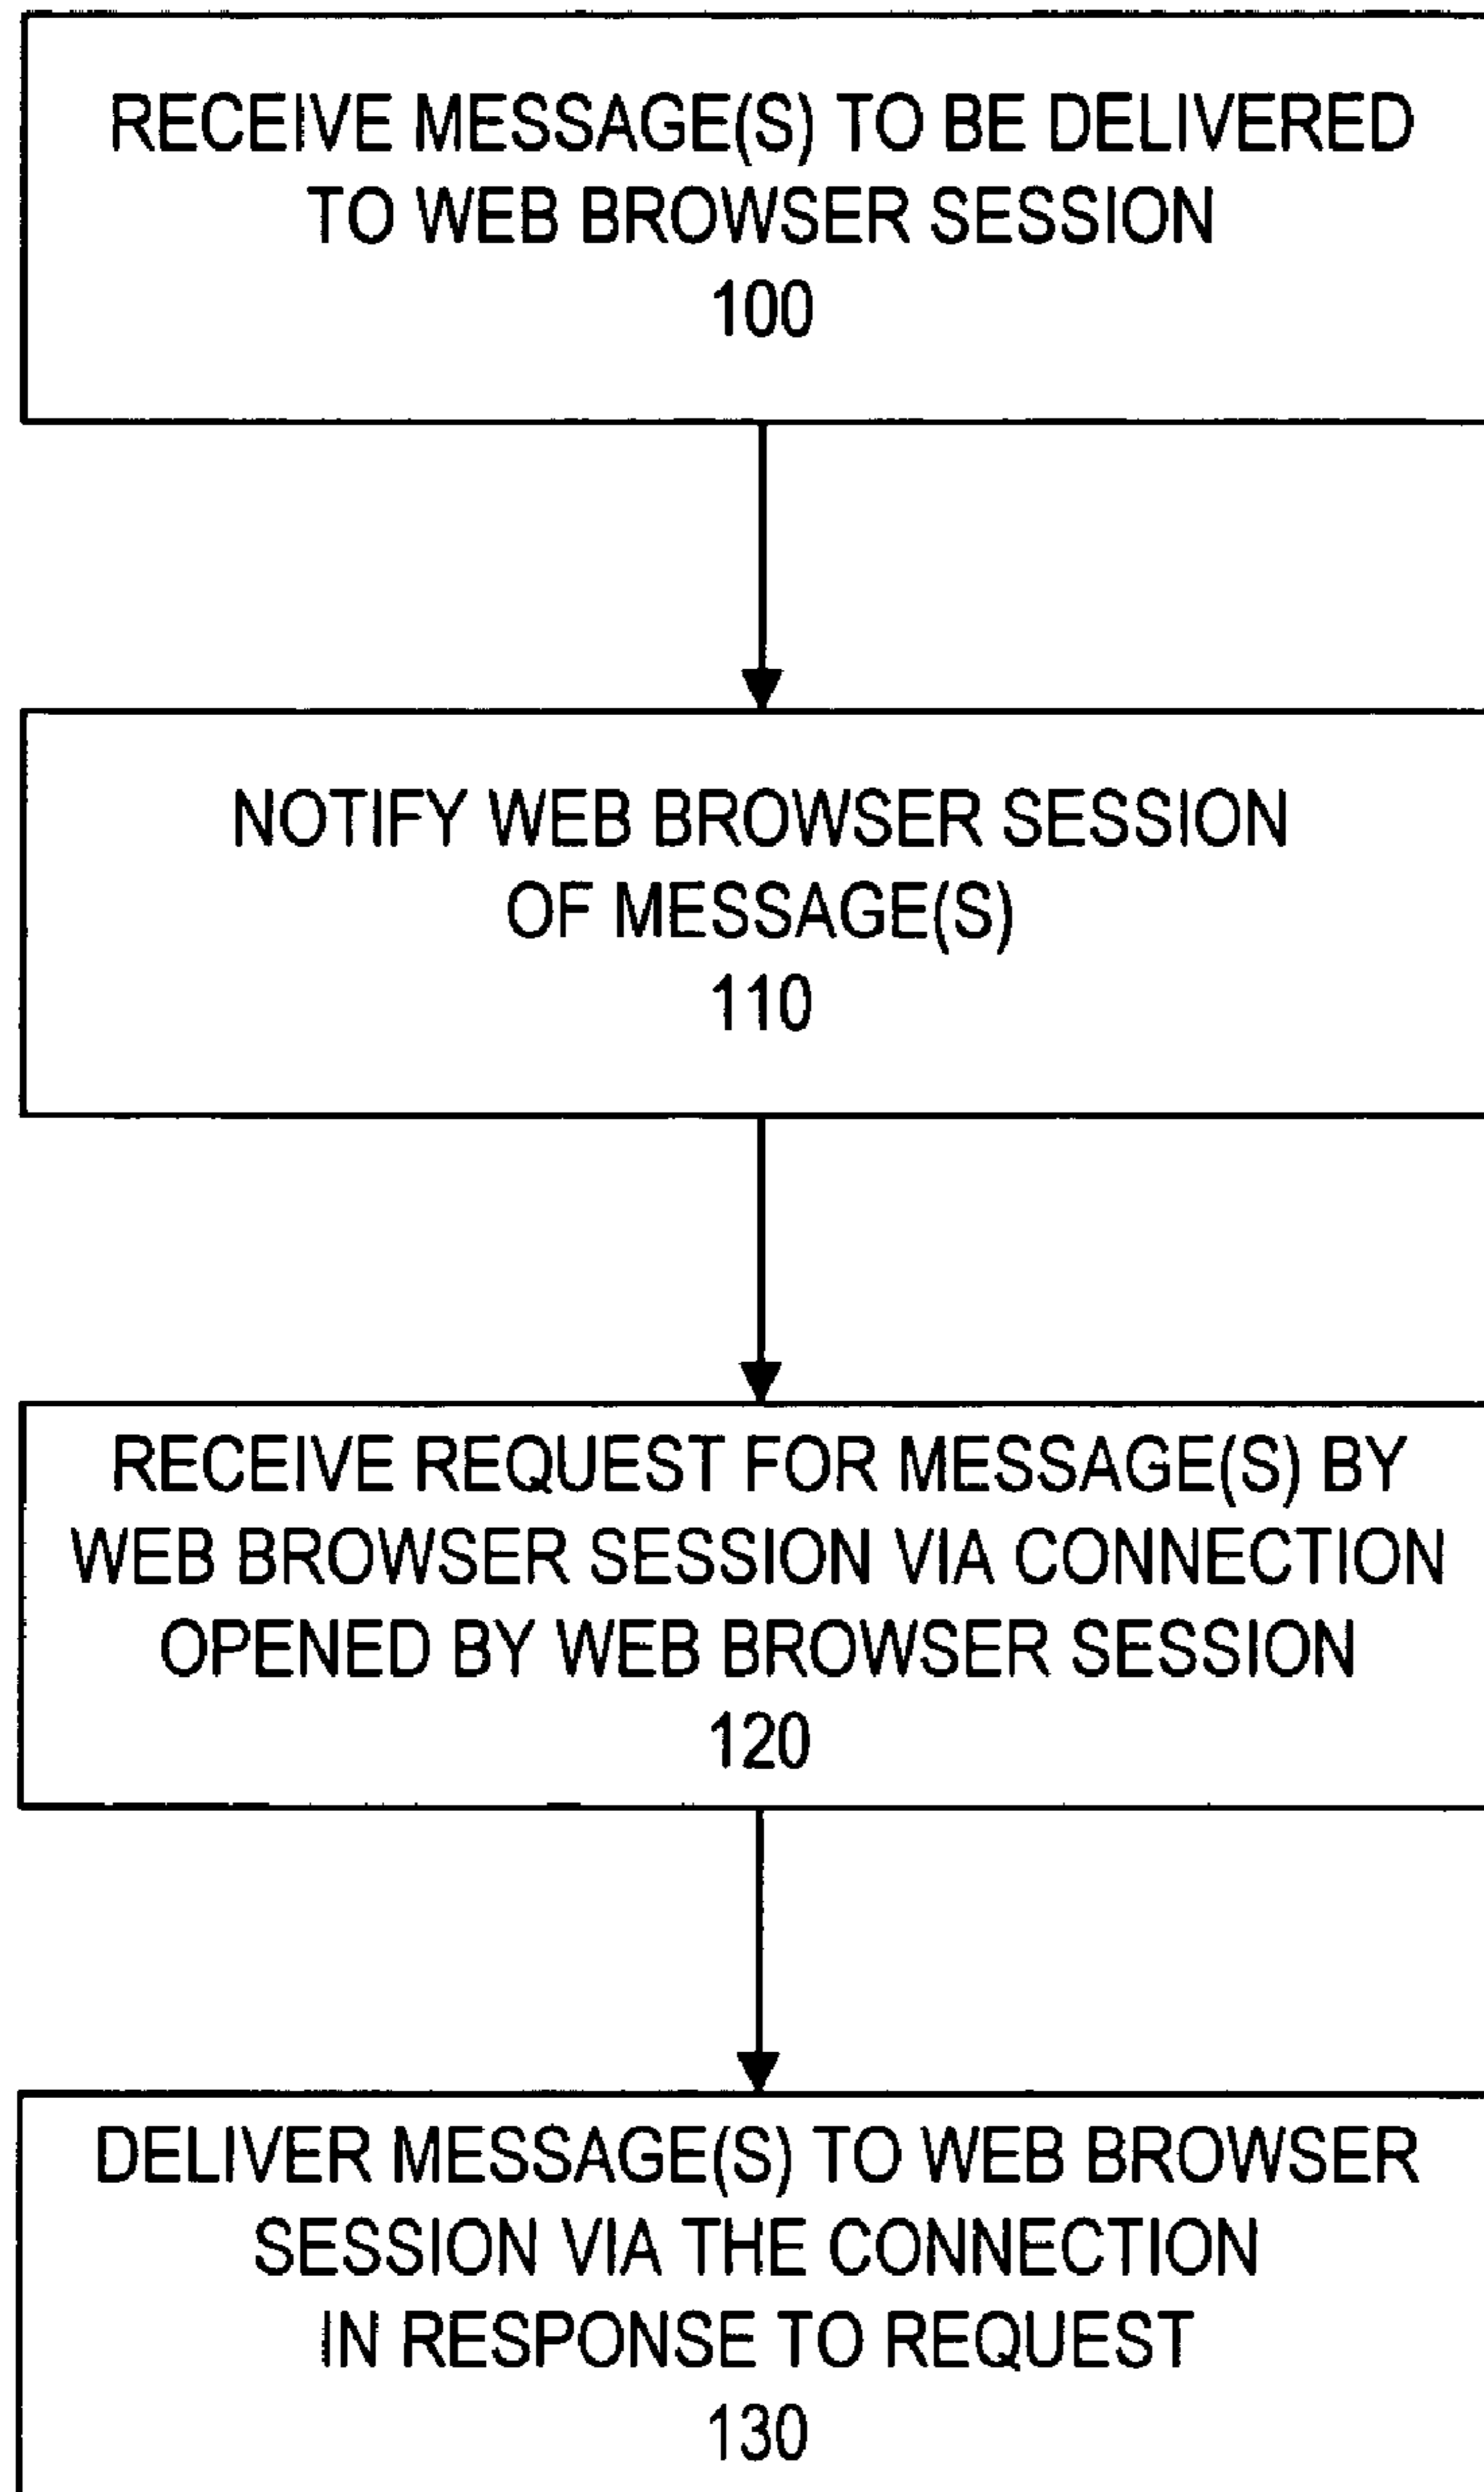 RECEIVE MESSAGE(S) TO BE DELIVERED
TO WEB BROWSER SESSION
100
NOTIFY WEB BROWSER SESSION
OF MESSAGE(S)
110
RECEIVE REQUEST FOR MESSAGE(S) BY
WEB BROWSER SESSION VIA CONNECTION
OPENED BY WEB BROWSER SESSION
120
DELIVER MESSAGE(S) TO WEB BROWSER
SESSION VIA THE CONNECTION
IN RESPONSE TO REQUEST
130